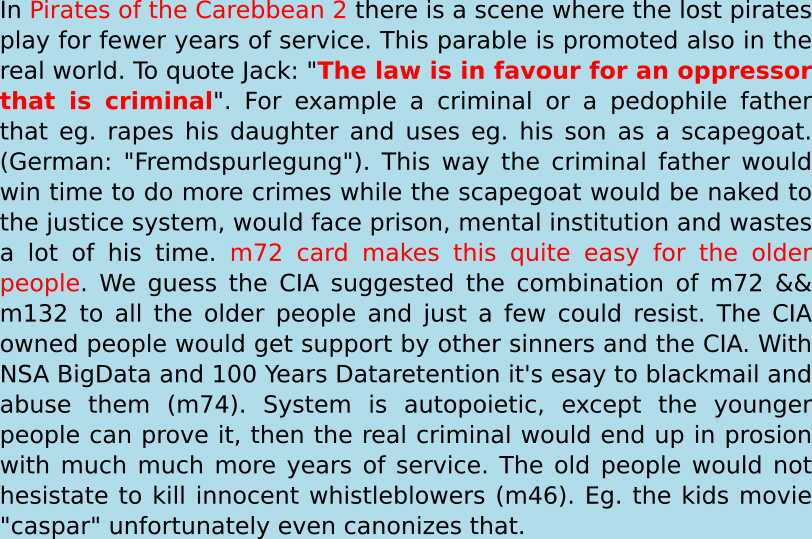 In Pirates of the Carebbean 2 there is a scene where the lost pirates
play for fewer years of service. This parable is promoted also in the
real world. To quote Jack: "The law is in favour for an oppressor
that is criminal". For example a criminal or a pedophile father
that eg. rapes his daughter and uses eg. his son as a scapegoat.
(German: "Fremdspurlegung"). This way the criminal father would
win time to do more crimes while the scapegoat would be naked to
the justice system, would face prison, mental institution and wastes
a lot of his time. m72 card makes this quite easy for the older
people. We guess the CIA suggested the combination of m72 &&
m132 to all the older people and just a few could resist. The CIA
owned people would get support by other sinners and the CIA. With
NSA BigData and 100 Years Dataretention it's esay to blackmail and
abuse them (m74). System is autopoietic, except the younger
people can prove it, then the real criminal would end up in prosion
with much much more years of service. The old people would not
hesistate to kill innocent whistleblowers (m46). Eg. the kids movie
"caspar" unfortunately even canonizes that.